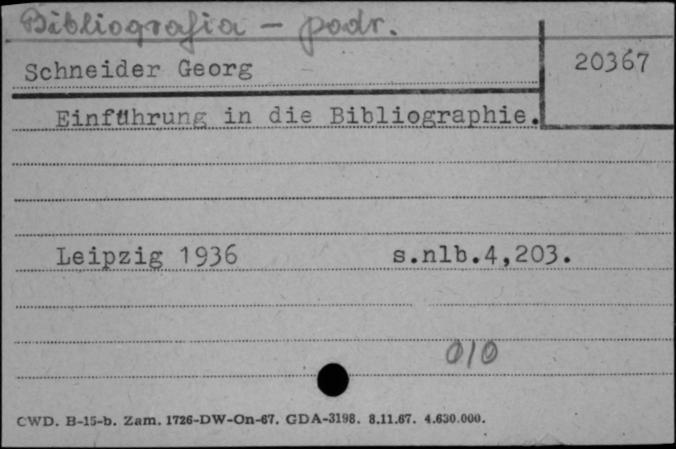 Bibliografia - podr.
Schneider Georg
20367
Einführung in die Bibliographie.
Leipzig 1936 s.nlb.4,203.
010
CWD. B-15-b. Zam. 1726-DW-On-67. GDA-3198. 8.11.67. 4.630.000.